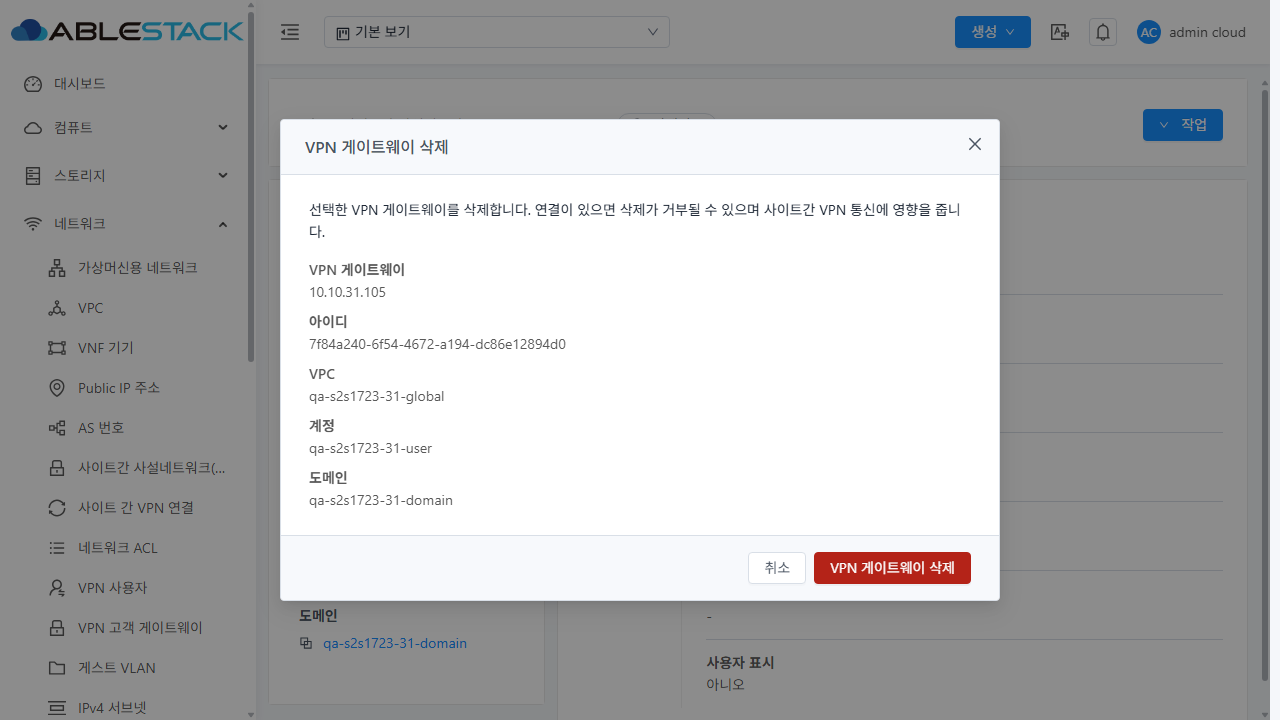 ABLESTACK
기본 보기
생성
AC
admin cloud
대시보드
컴퓨트
스토리지
네트워크
가상머신용 네트워크
VPC
VNF 기기
Public IP 주소
AS 번호
사이트간 사설네트워크(...
사이트 간 VPN 연결
네트워크 ACL
VPN 사용자
VPN 고객 게이트웨이
게스트 VLAN
IPv4 서브넷
작업
VPN 게이트웨이 삭제
선택한 VPN 게이트웨이를 삭제합니다. 연결이 있으면 삭제가 거부될 수 있으며 사이트간 VPN 통신에 영향을 줍니
다.
VPN 게이트웨이
10.10.31.105
아이디
7f84a240-6f54-4672-a194-dc86e12894d0
VPC
qa-s2s1723-31-global
계정
qa-s2s1723-31-user
도메인
qa-s2s1723-31-domain
취소
VPN 게이트웨이 삭제
도메인
qa-s2s1723-31-domain
-
사용자 표시
아니오